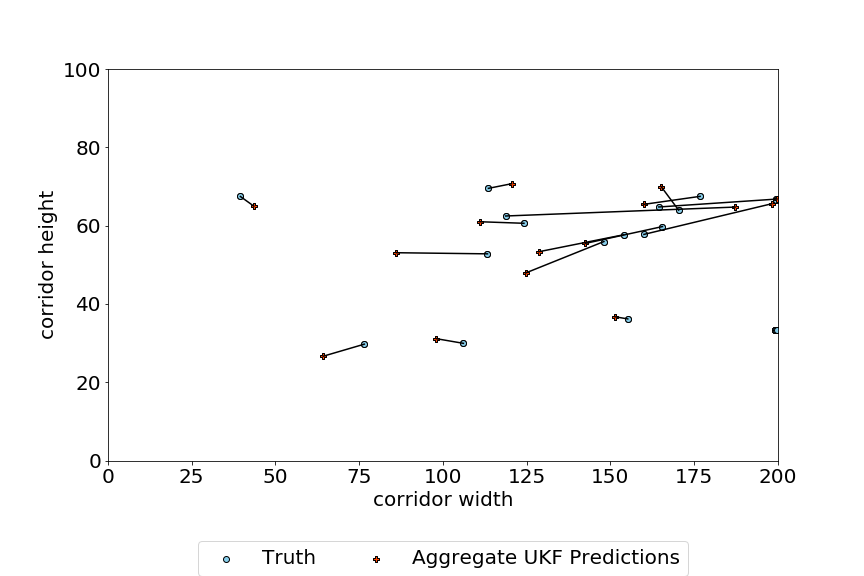 100
80
60
40
20
0
corridor height
0 25 50 75 100 125 150 175 200
corridor width
Truth Aggregate UKF Predictions